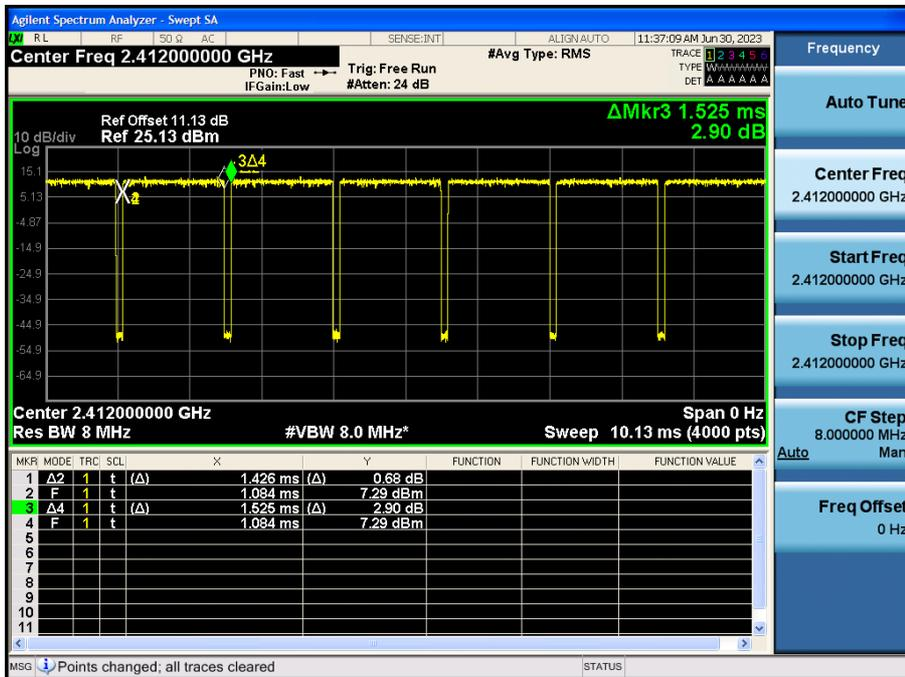 Agilent Spectrum Analyzer - Swept SA
LXI RL RF 50 Ω AC SENSE:INT ALIGN AUTO 11:37:09 AM Jun 30, 2023
Center Freq 2.412000000 GHz
#Avg Type: RMS
TRACE 1 2 3 4 5 6
PNO: Fast Trig: Free Run
TYPE WWWWWW
IFGain:Low #Atten: 24 dB
DET A A A A A A
Frequency
Auto Tune
Ref Offset 11.13 dB
ΔMkr3 1.525 ms
10 dB/div Ref 25.13 dBm
2.90 dB
Log
3Δ4
15.1
5.13
-4.87
-14.9
-24.9
-34.9
-44.9
-54.9
-64.9
Center 2.412000000 GHz Span 0 Hz
Res BW 8 MHz #VBW 8.0 MHz* Sweep 10.13 ms (4000 pts)
Center Freq
2.412000000 GHz
Start Freq
2.412000000 GHz
Stop Freq
2.412000000 GHz
CF Step
8.000000 MHz
Auto Man
Freq Offset
0 Hz
MKR MODE TRC SCL X Y FUNCTION FUNCTION WIDTH FUNCTION VALUE
1 Δ2 1 t (Δ) 1.426 ms (Δ) 0.68 dB
2 F 1 t 1.084 ms 7.29 dBm
3 Δ4 1 t (Δ) 1.525 ms (Δ) 2.90 dB
4 F 1 t 1.084 ms 7.29 dBm
5
6
7
8
9
10
11
MSG Points changed; all traces cleared STATUS